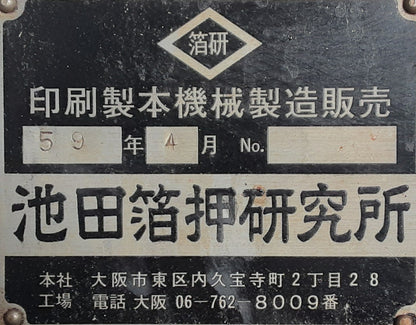 箔研
印刷製本機械製造販売
59年4月 No.
池田箔押研究所
本社 大阪市東区内久宝寺町2丁目28
工場 電話 大阪 06-762-8009番